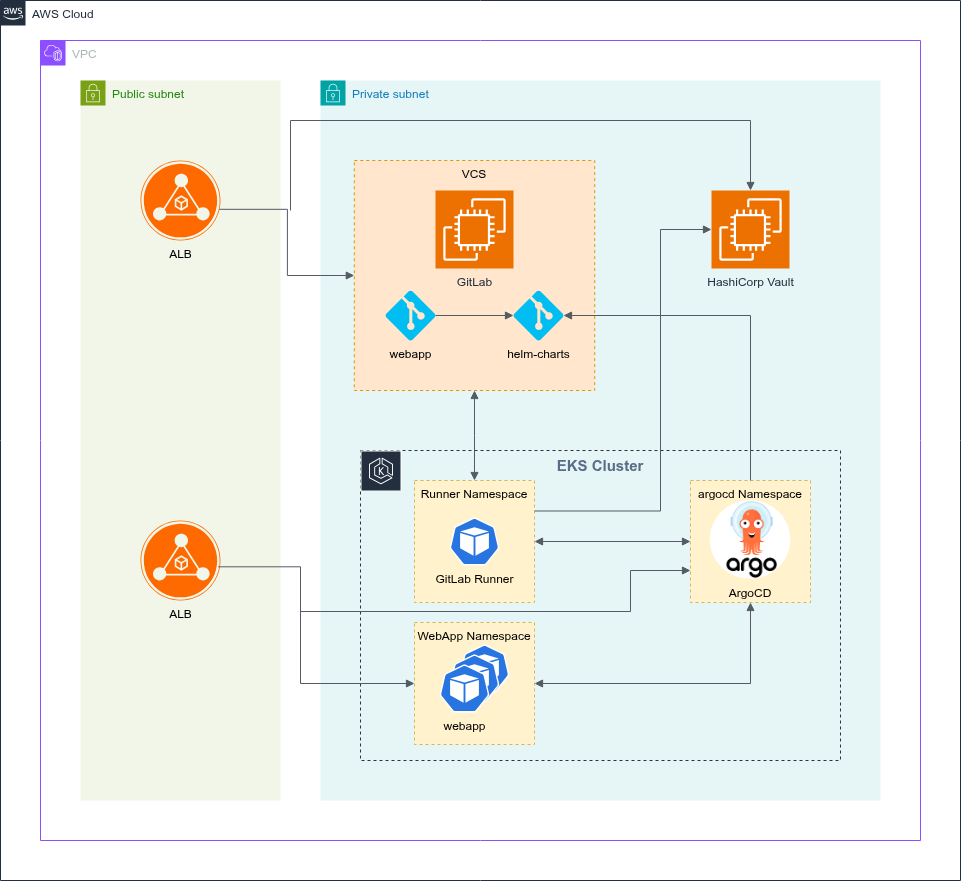 aws
AWS Cloud
VPC
Public subnet
Private subnet
VCS
ALB
GitLab
HashiCorp Vault
webapp
helm-charts
EKS Cluster
K
Runner Namespace
argocd Namespace
argo
GitLab Runner
ArgoCD
ALB
WebApp Namespace
webapp